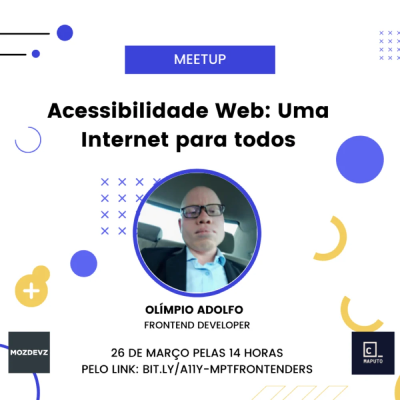 MEETUP
Acessibilidade Web: Uma
Internet para todos
OLÍMPIO ADOLFO
FRONTEND DEVELOPER
MOZDEVZ
C_
MAPUTO
26 DE MARÇO PELAS 14 HORAS
PELO LINK: BIT.LY/A11Y-MPTFRONTENDERS